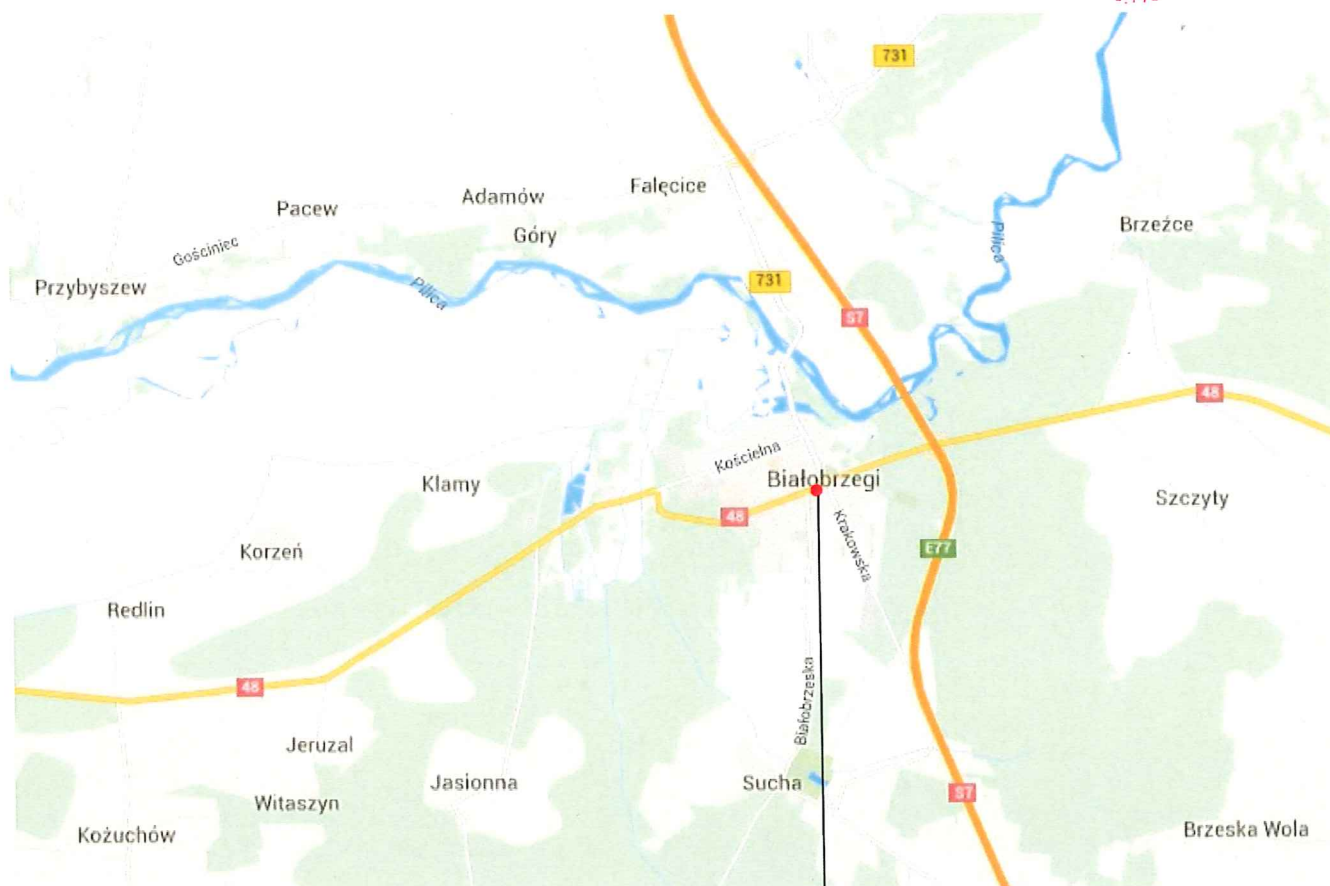 731
Falęcice
Adamów
Pacew
Góry
Brzeźce
Pilica
Gościniec
Przybyszew
Pilica
731
S7
48
Kościelna
Białobrzegi
Klamy
Szczyty
48
Krakowska
E77
Korzeń
Redlin
48
Białobrzeska
Jeruzal
Jasionna
Sucha
S7
Witaszyn
Kożuchów
Brzeska Wola